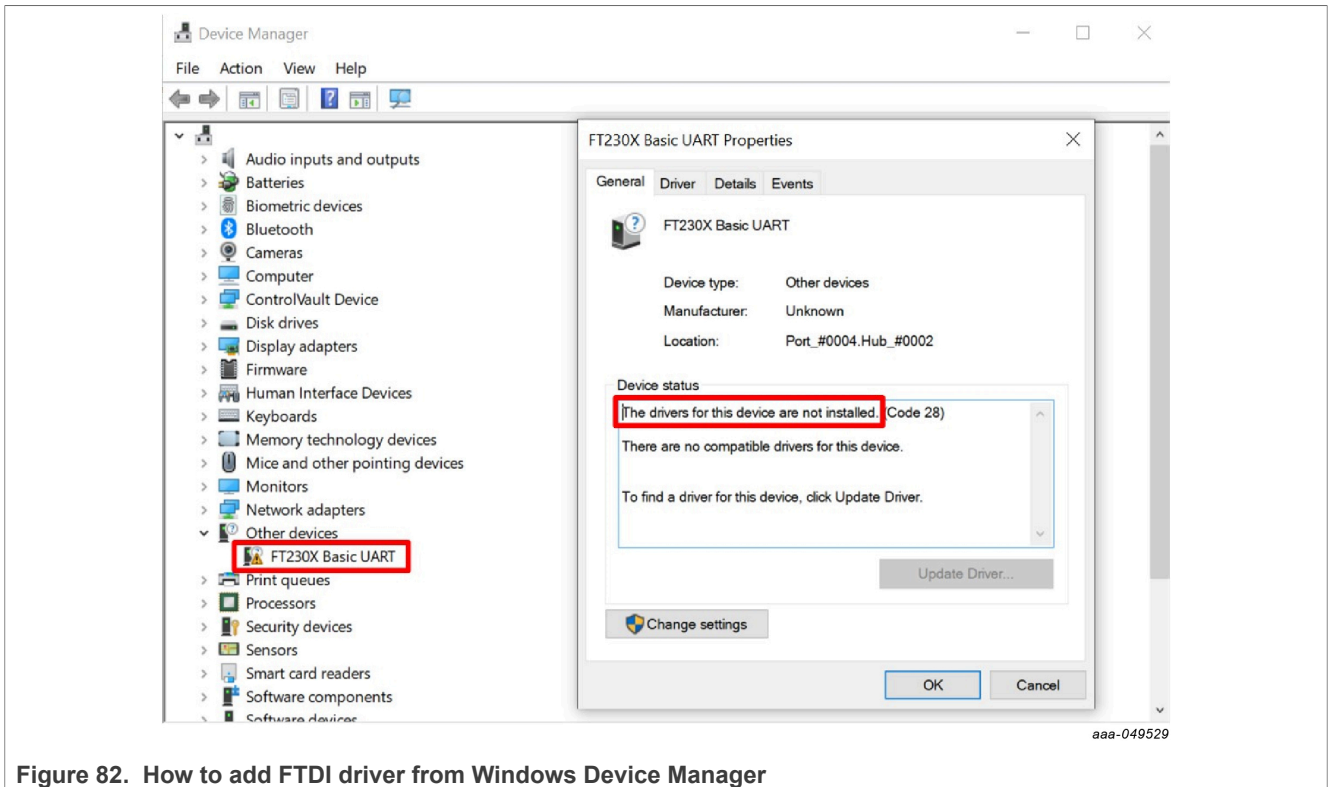 Device Manager
File Action View Help
Audio inputs and outputs
Batteries
Biometric devices
Bluetooth
Cameras
Computer
ControlVault Device
Disk drives
Display adapters
Firmware
Human Interface Devices
Keyboards
Memory technology devices
Mice and other pointing devices
Monitors
Network adapters
Other devices
FT230X Basic UART
Print queues
Processors
Security devices
Sensors
Smart card readers
Software components
Software devices
FT230X Basic UART Properties
General Driver Details Events
FT230X Basic UART
Device type: Other devices
Manufacturer: Unknown
Location: Port_#0004.Hub_#0002
Device status
The drivers for this device are not installed. (Code 28)
There are no compatible drivers for this device.
To find a driver for this device, click Update Driver.
Update Driver...
Change settings
OK Cancel
aaa-049529
Figure 82. How to add FTDI driver from Windows Device Manager